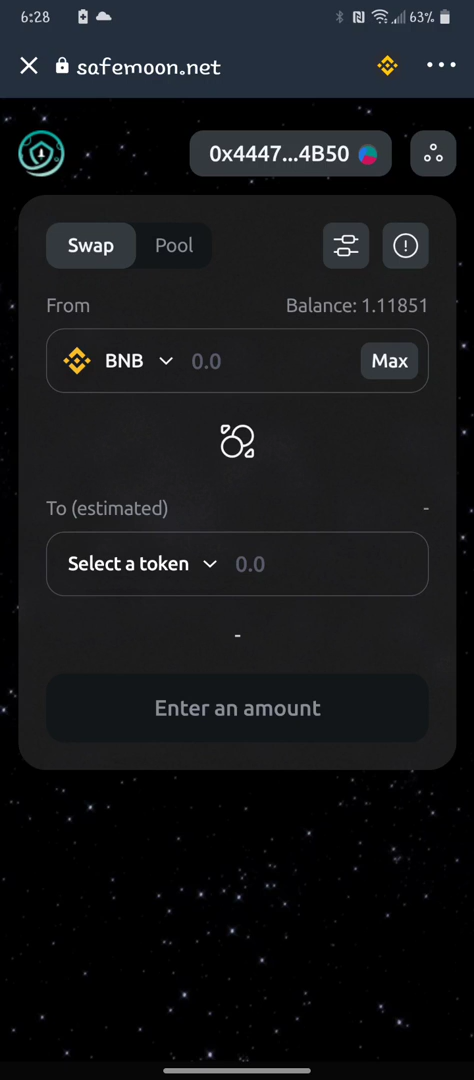 6:28 63%
safemoon.net
0x4447...4B50
Swap Pool
From Balance: 1.11851
BNB 0.0 Max
To (estimated) -
Select a token 0.0
-
Enter an amount